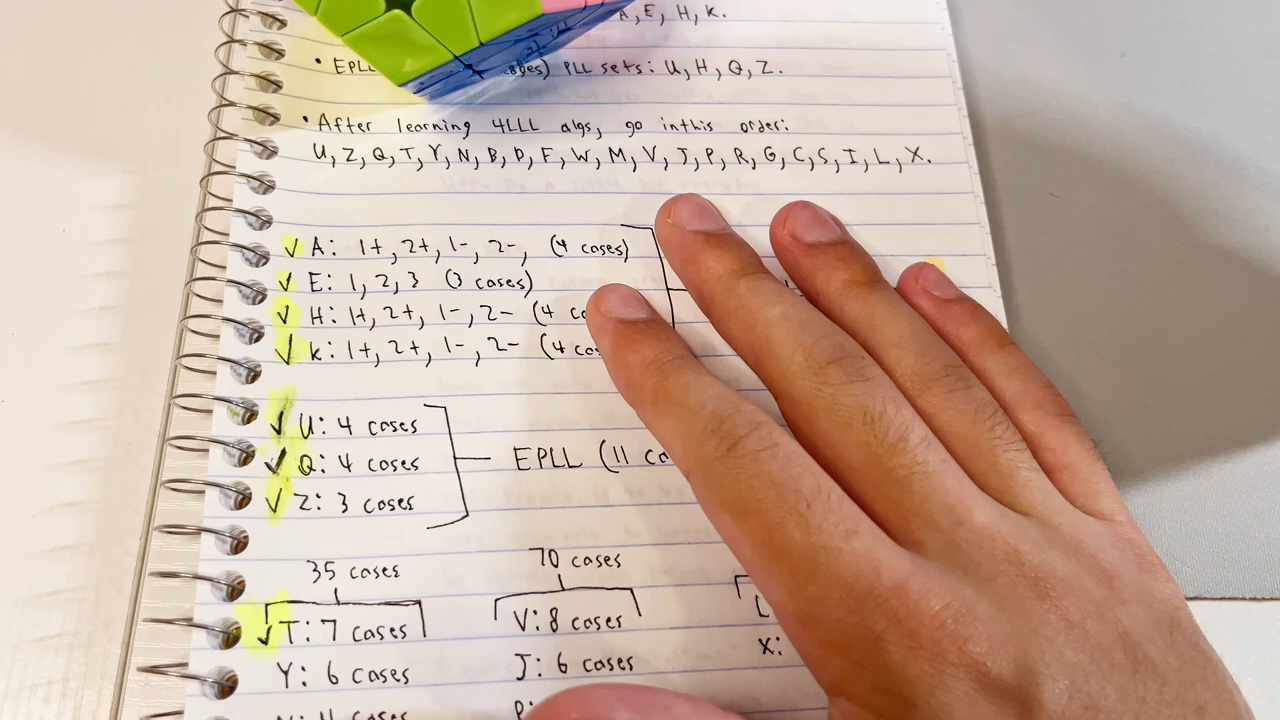 A, E, H, K.
• EPLL PLL sets: U, H, Q, Z.
• After learning 4LLL algs, go in this order:
U, Z, Q, T, Y, N, B, D, F, W, M, V, J, P, R, G, C, S, I, L, X.
✓ A: 1+, 2+, 1-, 2-, (4 cases)
✓ E: 1, 2, 3 (3 cases)
✓ H: 1+, 2+, 1-, 2- (4
✓ K: 1+, 2+, 1-, 2- (4
✓ U: 4 cases
✓ Q: 4 cases
✓ Z: 3 cases
EPLL (11
35 cases
✓ T: 7 cases
Y: 6 cases
70 cases
V: 8 cases
J: 6 cases
P:
L
X: